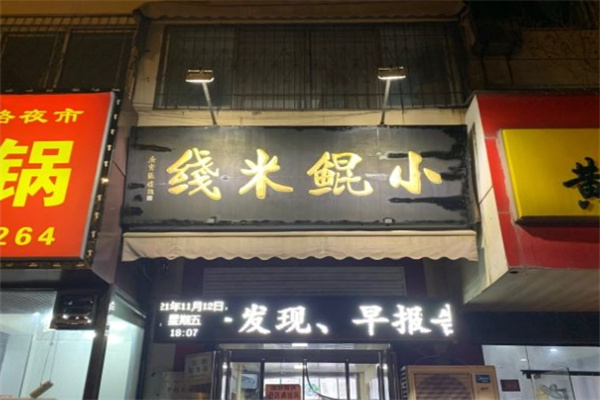 路夜市
锅
264
小鲲米线
黄
21年11月12日
星期五
18:07
发现、早报告